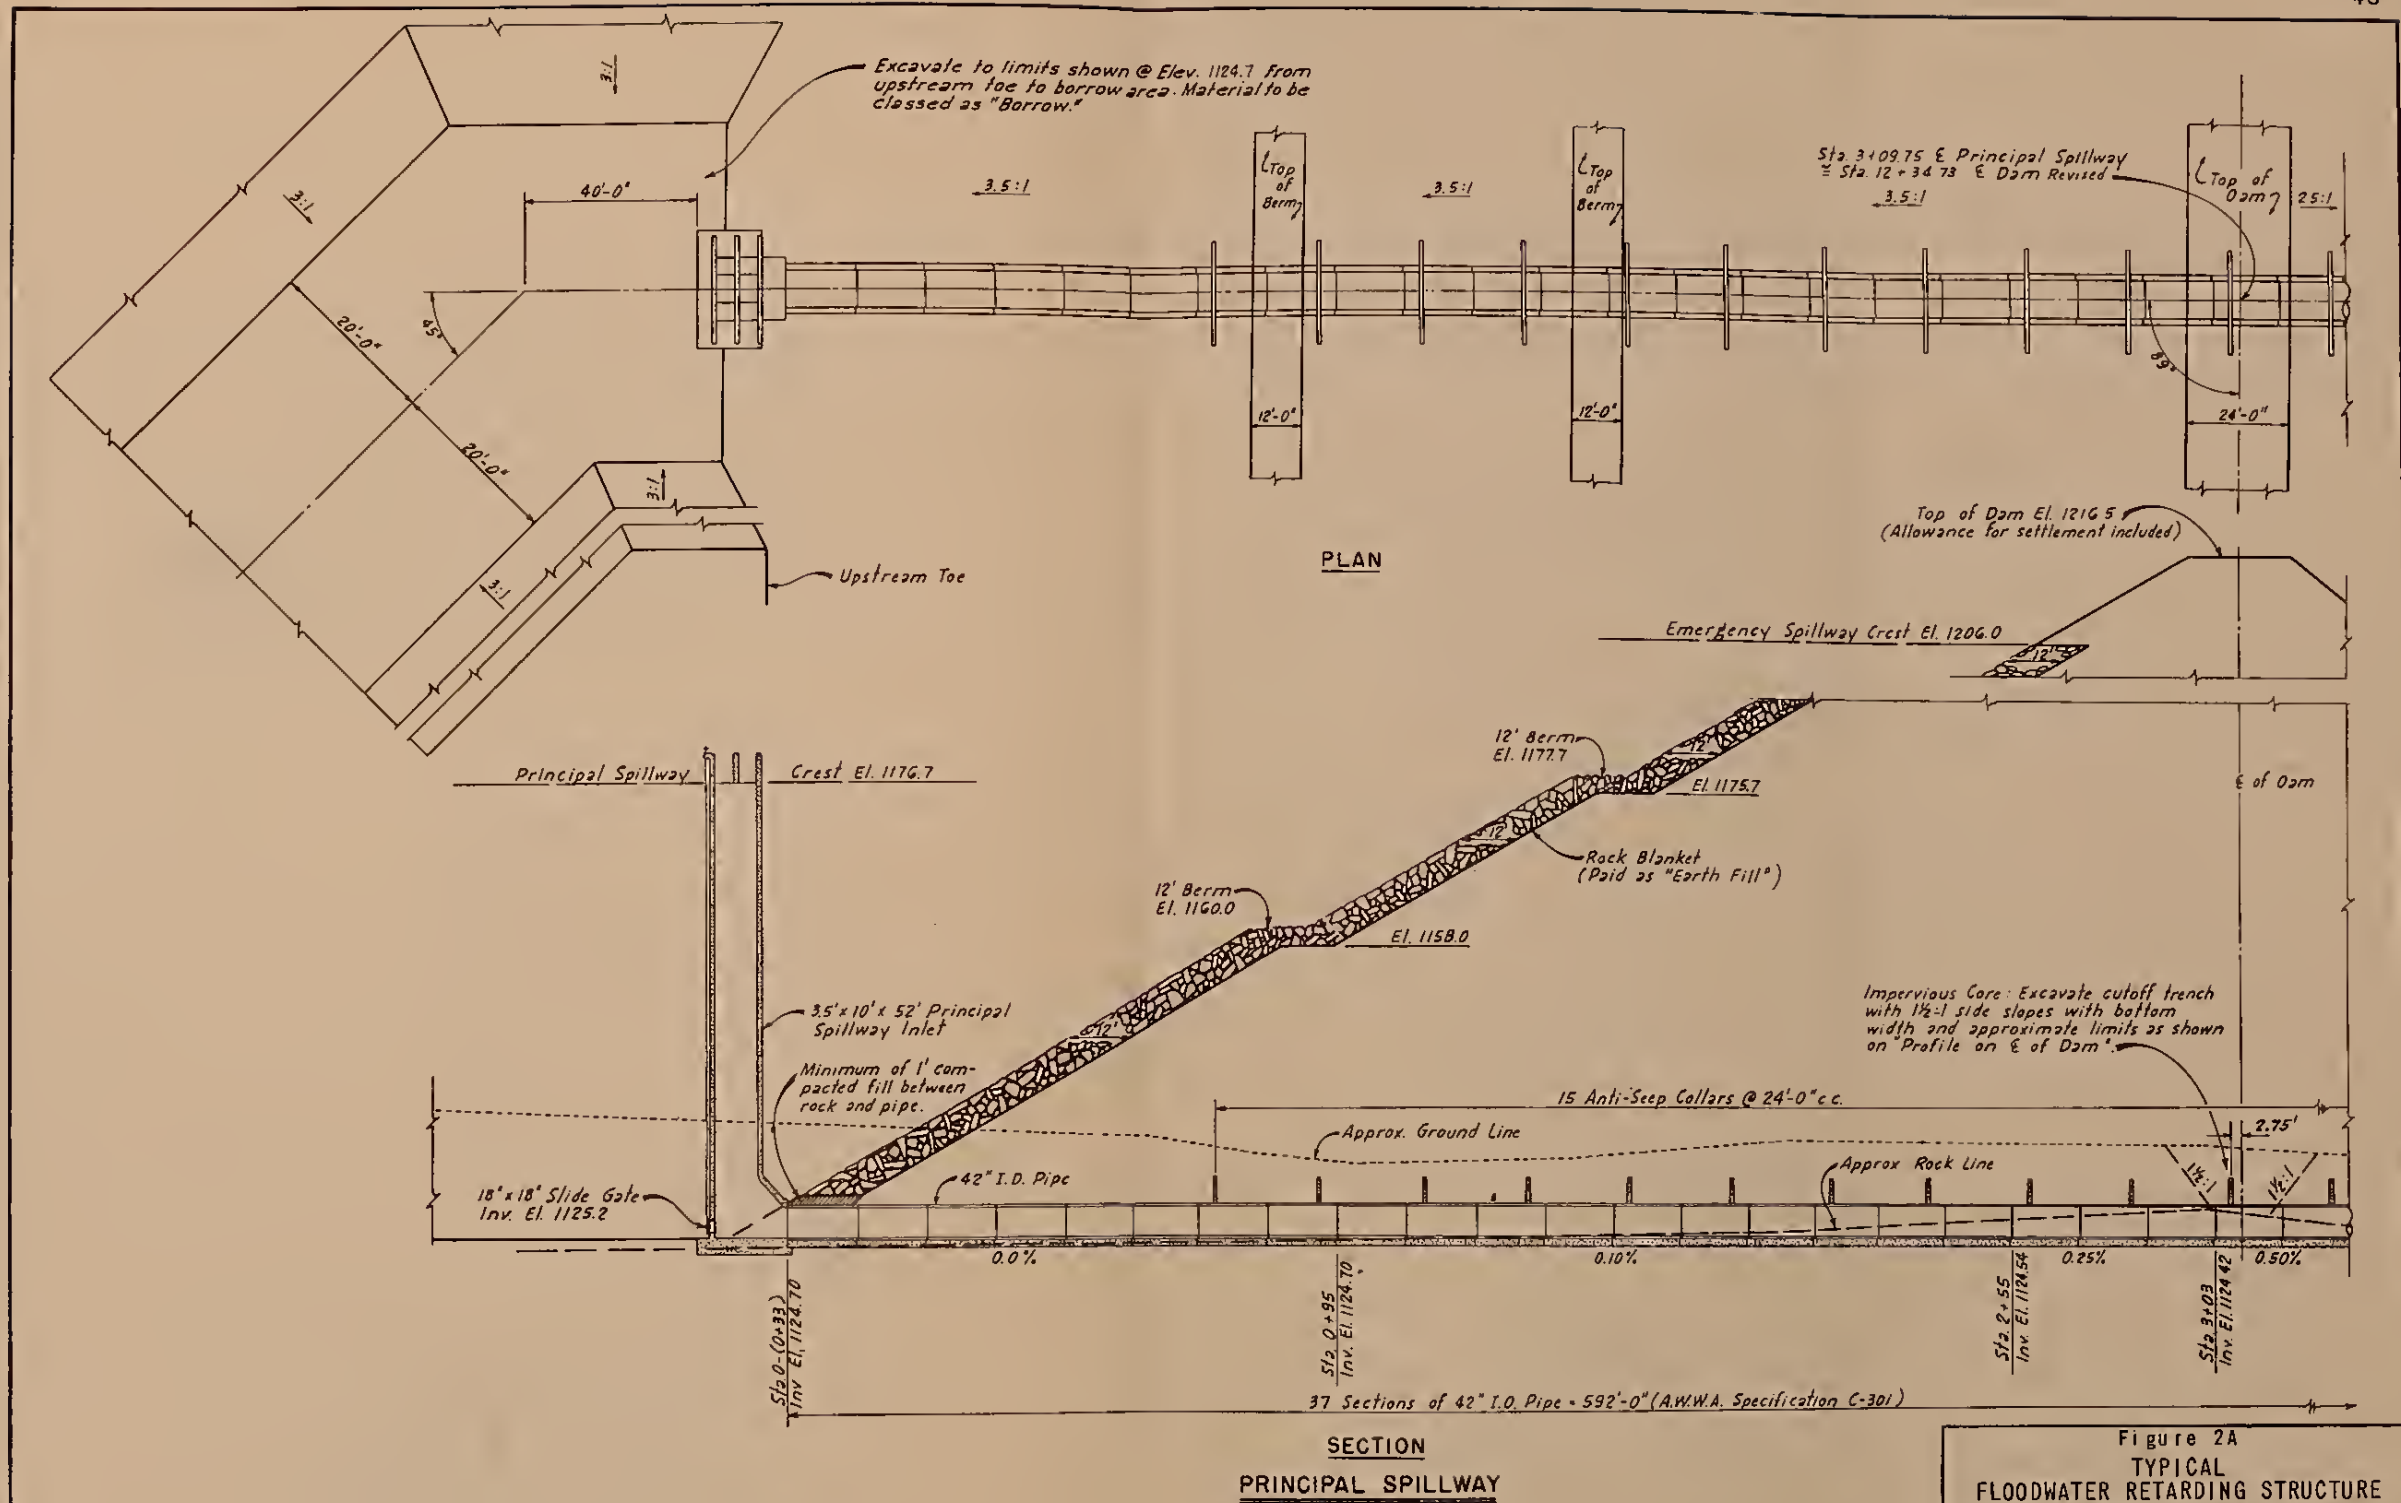 Excavate to limits shown @ Elev. 1124.7 from
upstream toe to borrow area. Material to be
classed as "Borrow."
3:1
3:1
40'-0"
45°
20'-0"
20'-0"
3:1
3:1
Upstream Toe
3.5:1
Top
of
Berm
3.5:1
Top
of
Berm
Sta. 3+09.75 ℄ Principal Spillway
= Sta. 12+34.73 ℄ Dam Revised
3.5:1
Top of
Dam
2.5:1
89°
12'-0"
12'-0"
24'-0"
PLAN
Top of Dam El. 1216.5
(Allowance for settlement included)
Emergency Spillway Crest El. 1206.0
12'
12' Berm
El. 1177.7
12'
El. 1175.7
℄ of Dam
Principal Spillway Crest El. 1176.7
12'
Rock Blanket
(Paid as "Earth Fill")
12' Berm
El. 1160.0
El. 1158.0
3.5' x 10' x 52' Principal
Spillway Inlet
12'
Impervious Core: Excavate cutoff trench
with 1½:1 side slopes with bottom
width and approximate limits as shown
on "Profile on ℄ of Dam".
Minimum of 1' com-
pacted fill between
rock and pipe.
15 Anti-Seep Collars @ 24'-0" c.c.
2.75'
Approx. Ground Line
Approx Rock Line
1½:1
1½:1
42" I.D. Pipe
18" x 18" Slide Gate
Inv. El. 1125.2
0.0%
0.10%
0.25%
0.50%
Sta. 0-(0+33)
Inv El. 1124.70
Sta. 0+95
Inv. El. 1124.70
Sta. 2+55
Inv. El. 1124.54
Sta. 3+03
Inv. El. 1124.42
37 Sections of 42" I.D. Pipe = 592'-0" (A.W.W.A. Specification C-301)
SECTION
PRINCIPAL SPILLWAY
Figure 2A
TYPICAL
FLOODWATER RETARDING STRUCTURE